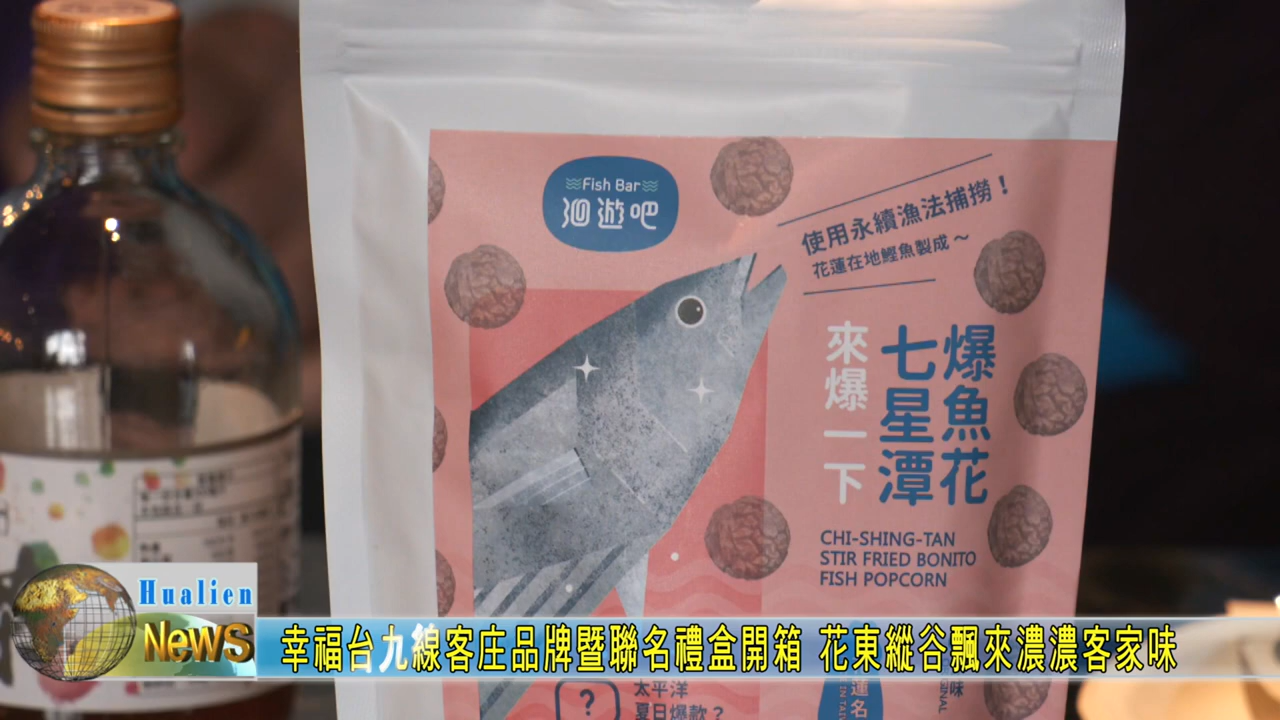 Fish Bar
洄遊吧
使用永續漁法捕撈！
花蓮在地鰹魚製成～
爆魚花
七星潭
來爆一下
CHI-SHING-TAN
STIR FRIED BONITO
FISH POPCORN
Hualien
NewS
幸福台九線客庄品牌暨聯名禮盒開箱 花東縱谷飄來濃濃客家味
?
太平洋
夏日爆款？
蓮名
味